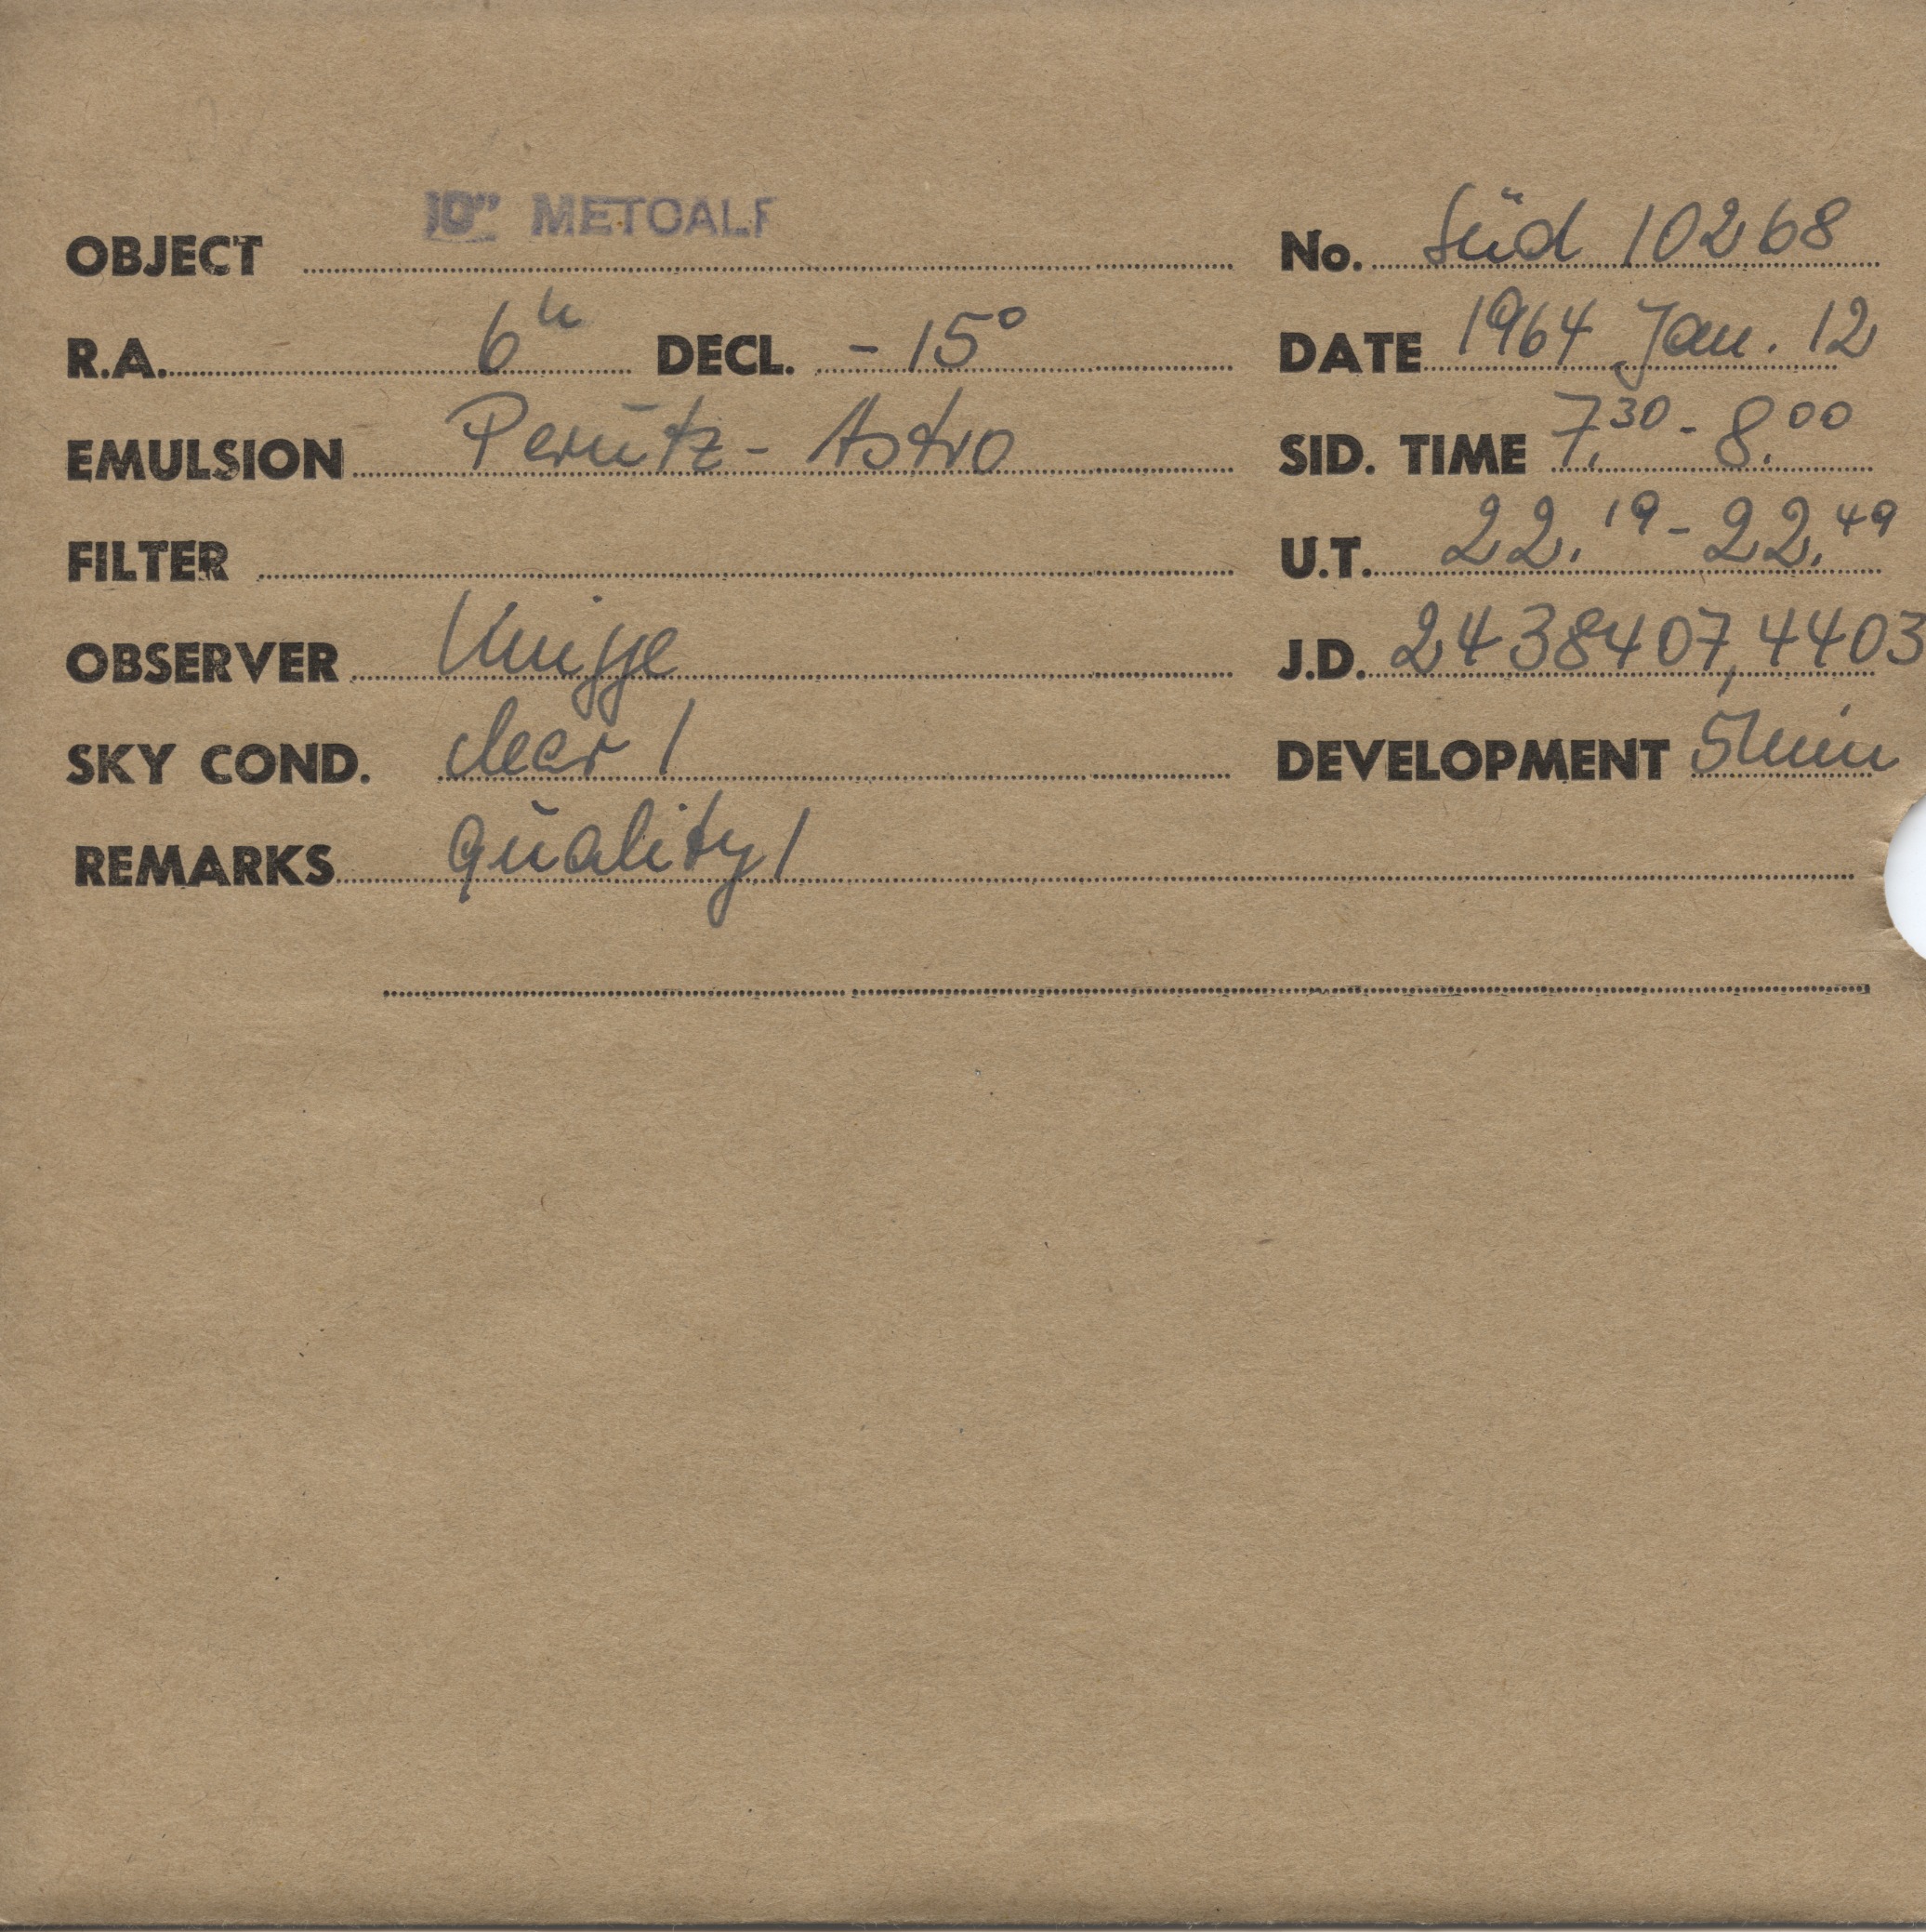 10" METCALF
OBJECT No. Süd 10268
R.A. 6h DECL. - 15° DATE 1964 Jan. 12
EMULSION Perutz - Astro SID. TIME 7.30 - 8.00
FILTER U.T. 22.19 - 22.49
OBSERVER Knigge J.D. 2438407,4403
SKY COND. clear 1 DEVELOPMENT 5min
REMARKS quality 1